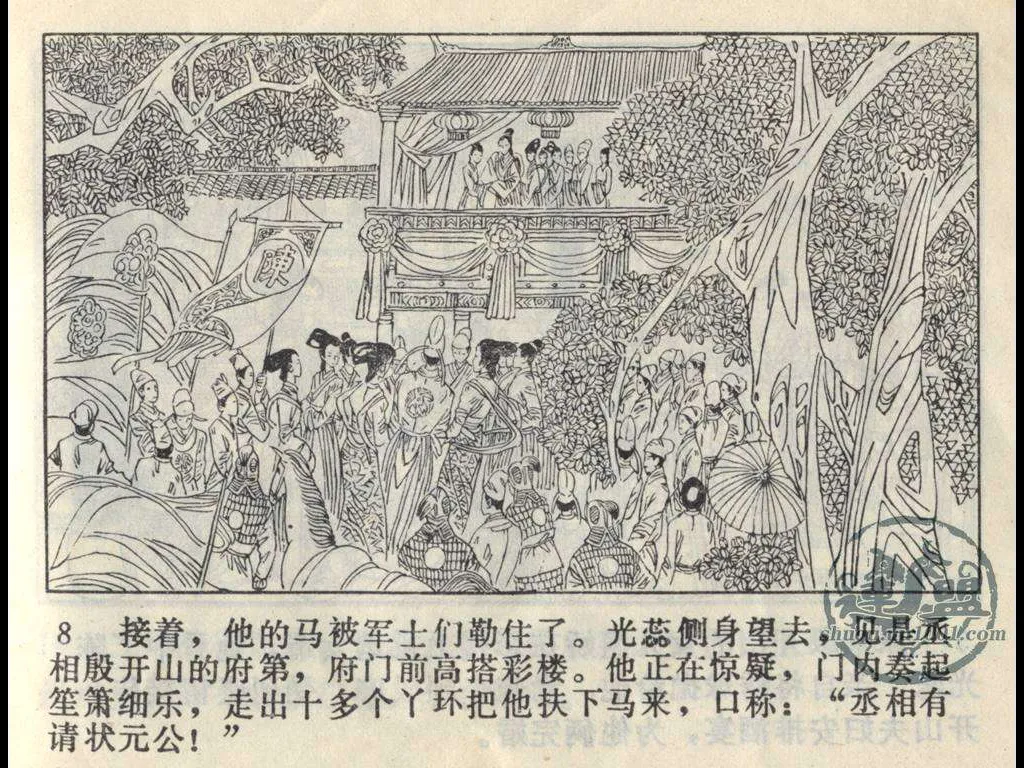 陳
8 接着，他的马被军士们勒住了。光蕊侧身望去，见是丞
相殷开山的府第，府门前高搭彩楼。他正在惊疑，门内奏起
笙箫细乐，走出十多个丫环把他扶下马来，口称：“丞相有
请状元公！”